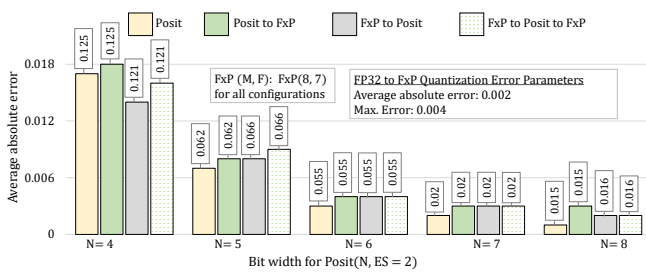 Posit
Posit to FxP
FxP to Posit
FxP to Posit to FxP
Average absolute error
0.018
0.012
0.006
0
0.125
0.125
0.121
0.121
0.062
0.062
0.066
0.066
0.055
0.055
0.055
0.055
0.02
0.02
0.02
0.02
0.015
0.015
0.016
0.016
FxP (M, F): FxP(8, 7)
for all configurations
FP32 to FxP Quantization Error Parameters
Average absolute error: 0.002
Max. Error: 0.004
N= 4
N= 5
N= 6
N= 7
N= 8
Bit width for Posit(N, ES = 2)